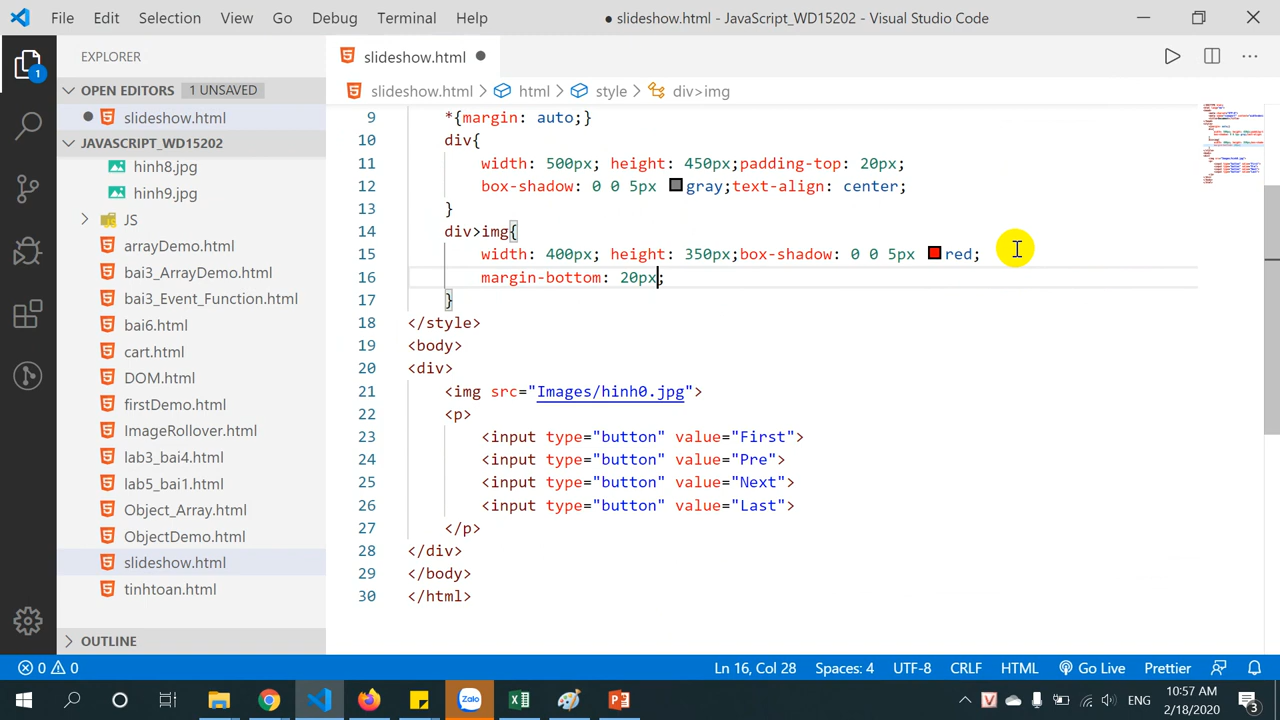 File Edit Selection View Go Debug Terminal Help
● slideshow.html - JavaScript_WD15202 - Visual Studio Code
EXPLORER
OPEN EDITORS 1 UNSAVED
slideshow.html
JAVASCRIPT_WD15202
hinh8.jpg
hinh9.jpg
JS
arrayDemo.html
bai3_ArrayDemo.html
bai3_Event_Function.html
bai6.html
cart.html
DOM.html
firstDemo.html
ImageRollover.html
lab3_bai4.html
lab5_bai1.html
Object_Array.html
ObjectDemo.html
slideshow.html
tinhtoan.html
OUTLINE
1
slideshow.html
slideshow.html > html > style > div>img
9 *{margin: auto;}
10 div{
11 width: 500px; height: 450px;padding-top: 20px;
12 box-shadow: 0 0 5px gray;text-align: center;
13 }
14 div>img{
15 width: 400px; height: 350px;box-shadow: 0 0 5px red;
16 margin-bottom: 20px;
17 }
18 </style>
19 <body>
20 <div>
21 <img src="Images/hinh0.jpg">
22 <p>
23 <input type="button" value="First">
24 <input type="button" value="Pre">
25 <input type="button" value="Next">
26 <input type="button" value="Last">
27 </p>
28 </div>
29 </body>
30 </html>
0 0
Ln 16, Col 28 Spaces: 4 UTF-8 CRLF HTML Go Live Prettier
Zalo
ENG
10:57 AM
2/18/2020
3